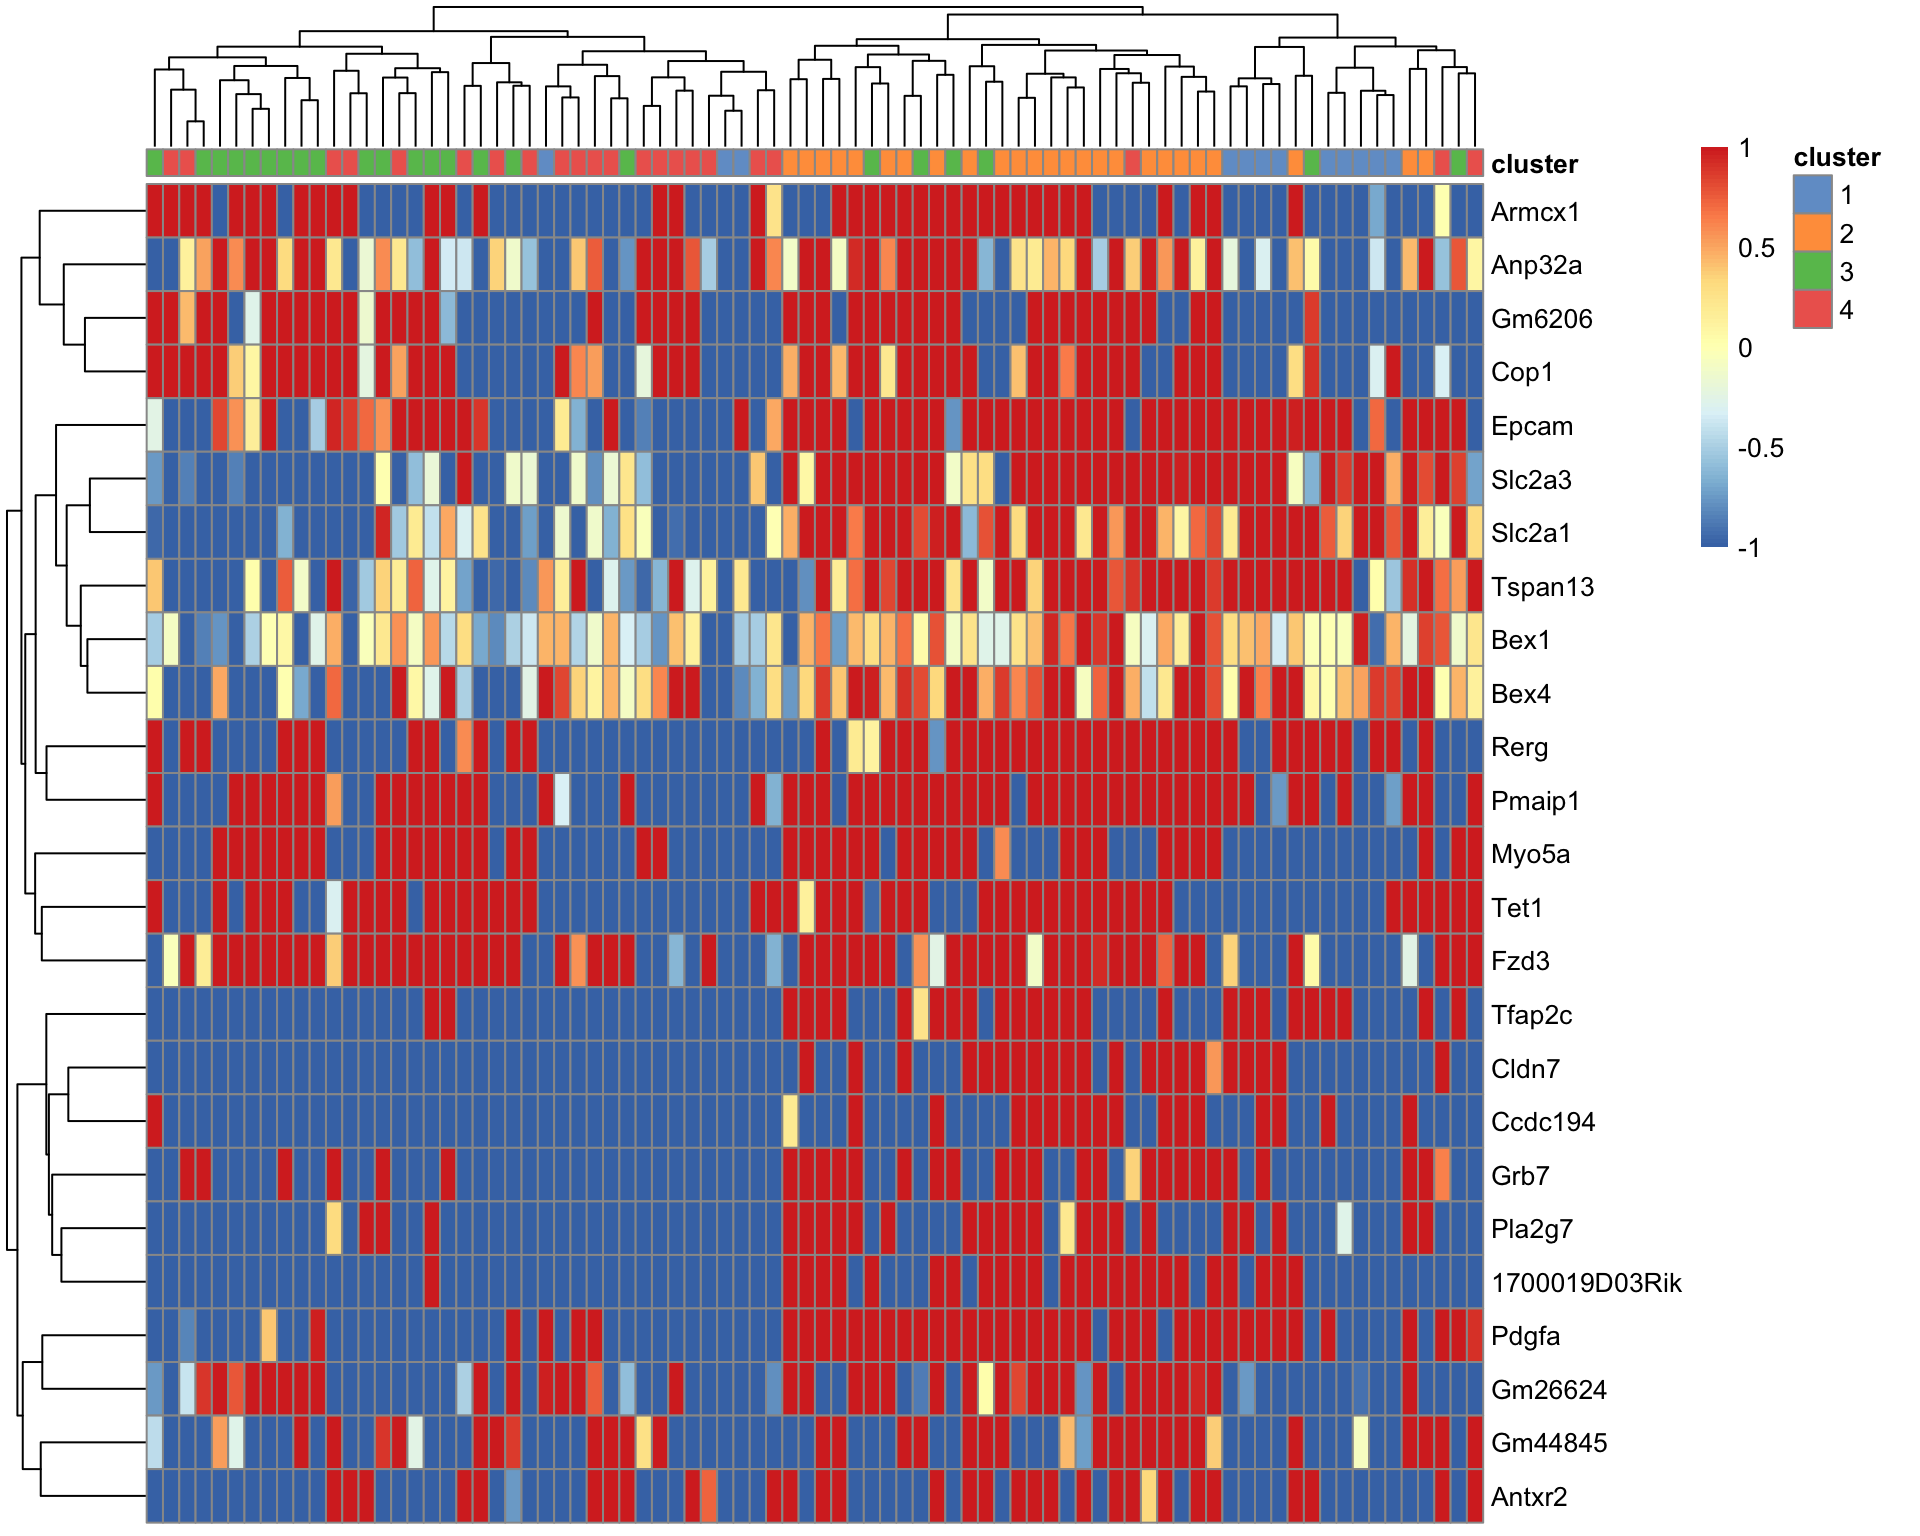 cluster
Armcx1
Anp32a
Gm6206
Cop1
Epcam
Slc2a3
Slc2a1
Tspan13
Bex1
Bex4
Rerg
Pmaip1
Myo5a
Tet1
Fzd3
Tfap2c
Cldn7
Ccdc194
Grb7
Pla2g7
1700019D03Rik
Pdgfa
Gm26624
Gm44845
Antxr2
1
0.5
0
-0.5
-1
cluster
1
2
3
4